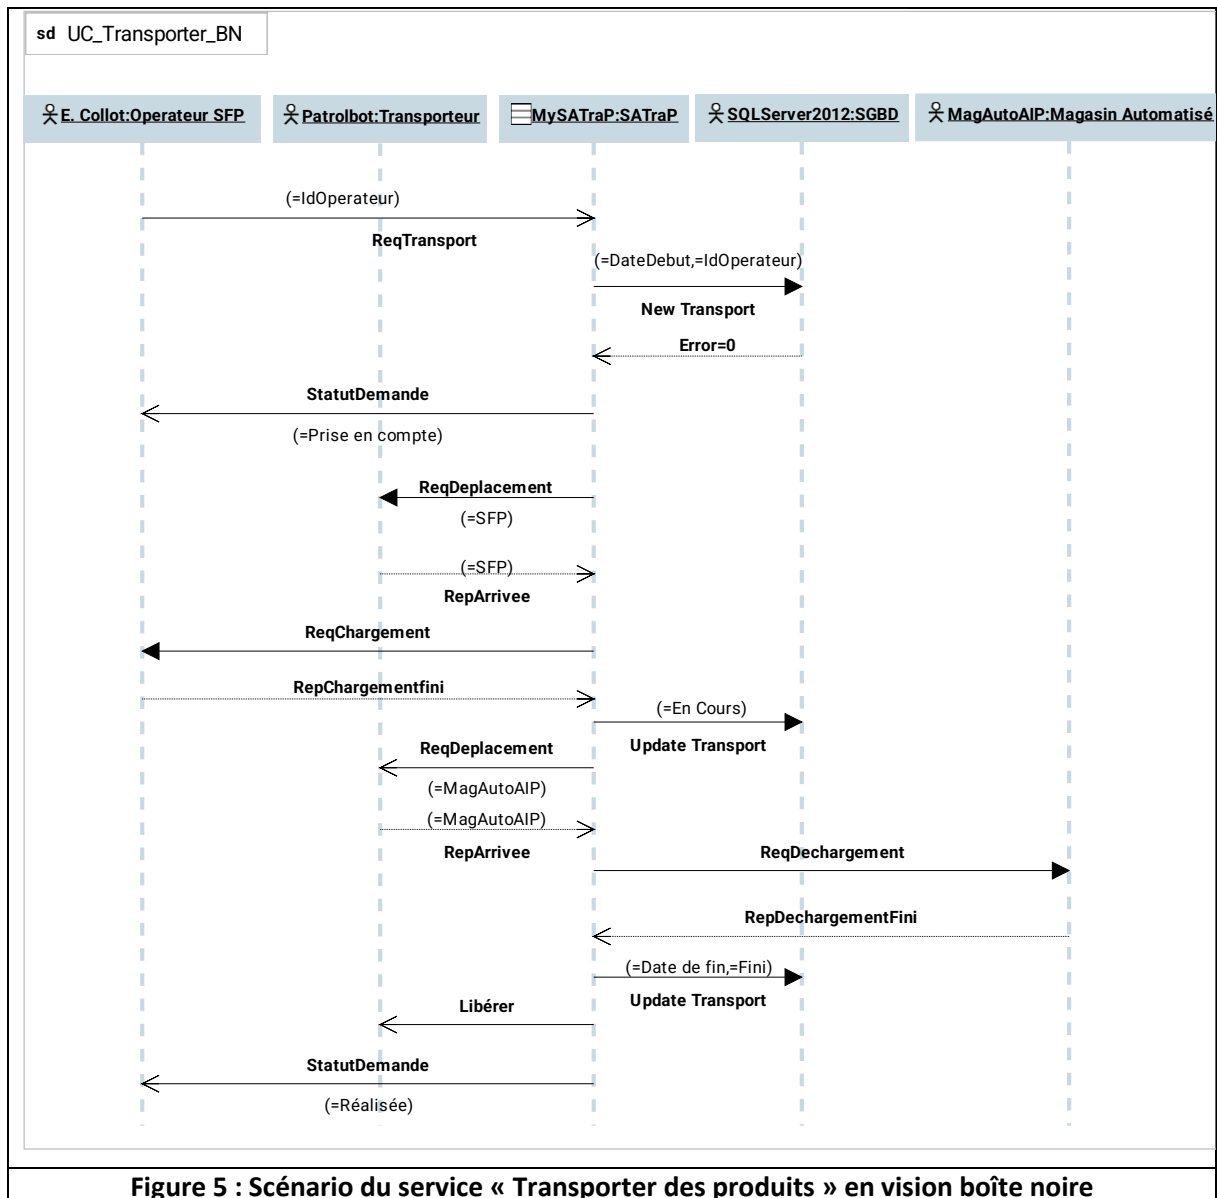 sd UC_Transporter_BN
E. Collot:Operateur SFP
Patrolbot:Transporteur
MySATraP:SATraP
SQLServer2012:SGBD
MagAutoAIP:Magasin Automatisé
(=IdOperateur)
ReqTransport
(=DateDebut,=IdOperateur)
New Transport
Error=0
StatutDemande
(=Prise en compte)
ReqDeplacement
(=SFP)
(=SFP)
RepArrivee
ReqChargement
RepChargementfini
(=En Cours)
Update Transport
ReqDeplacement
(=MagAutoAIP)
(=MagAutoAIP)
RepArrivee
ReqDechargement
RepDechargementFini
(=Date de fin,=Fini)
Update Transport
Libérer
StatutDemande
(=Réalisée)
Figure 5 : Scénario du service « Transporter des produits » en vision boîte noire